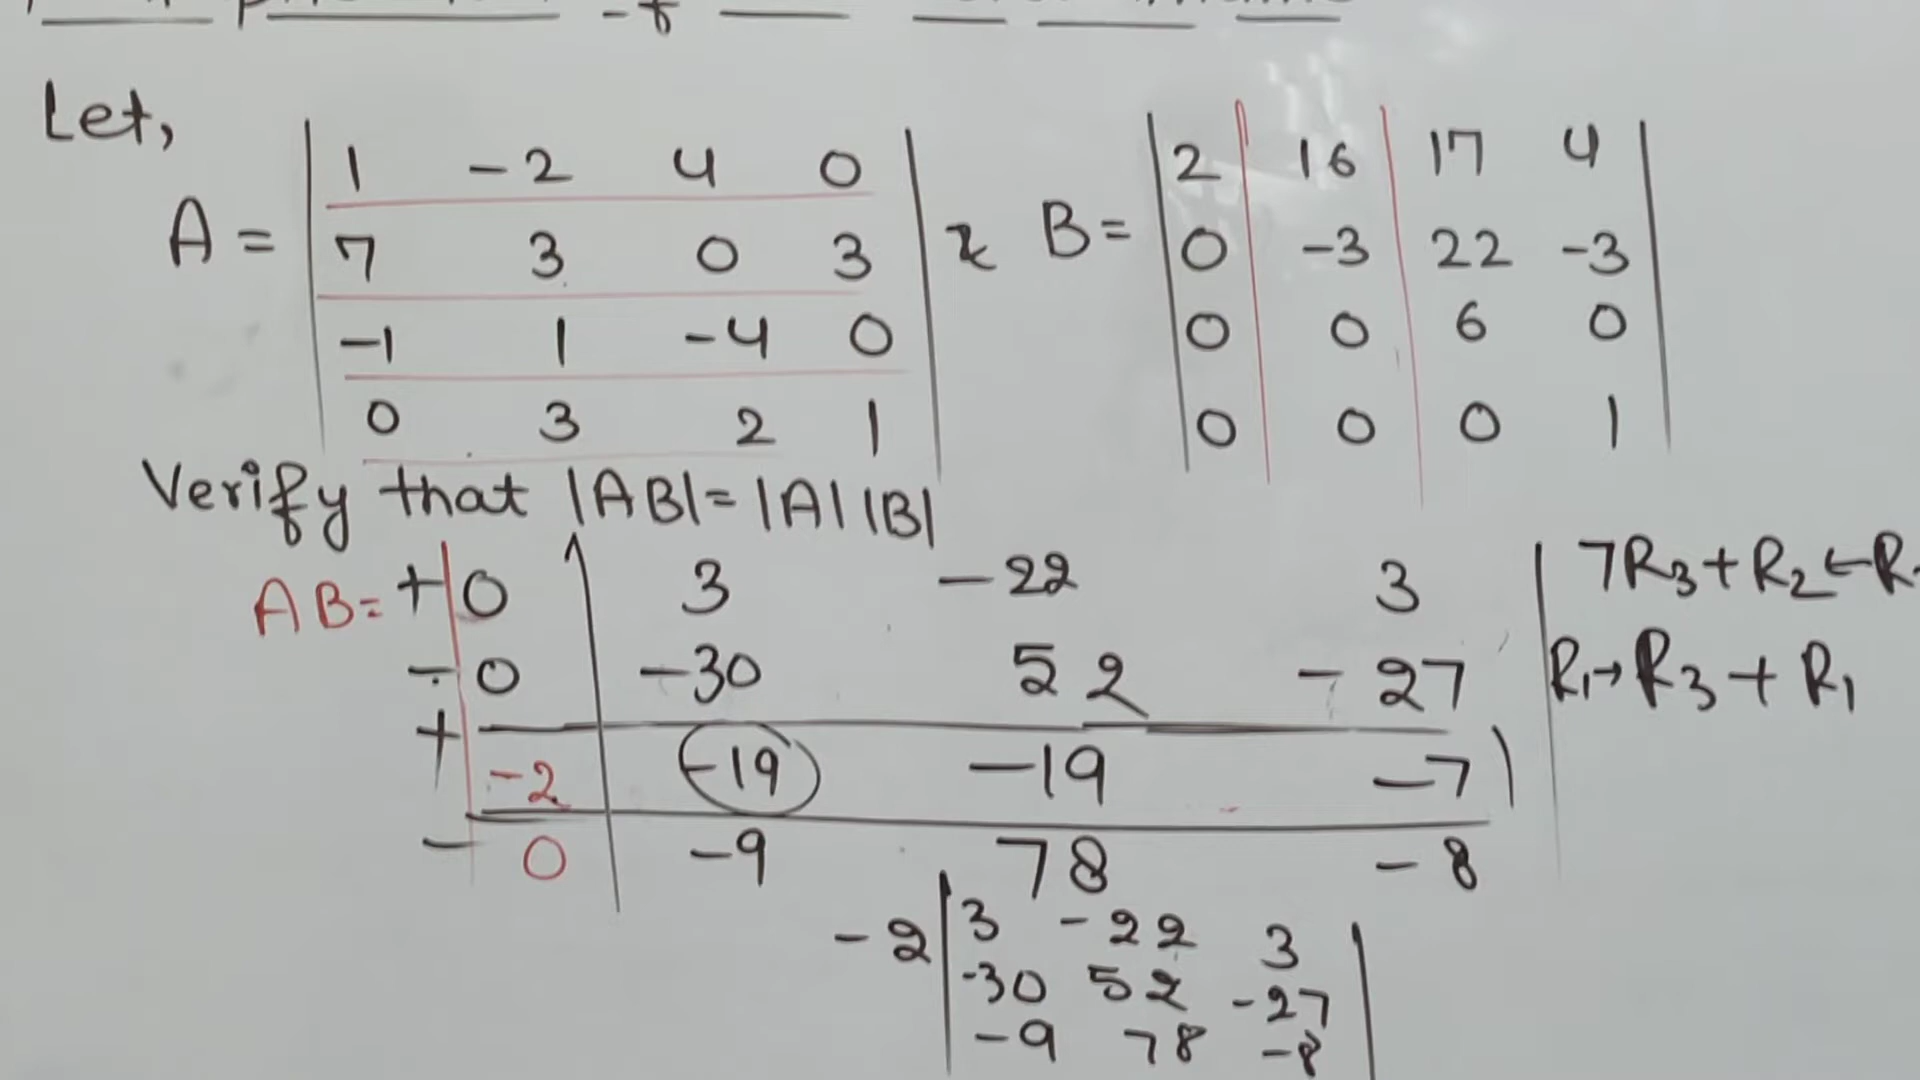 Let,
A = | 1 -2 4 0 | & B = | 2 16 17 4 |
| 7 3 0 3 | | 0 -3 22 -3 |
| -1 1 -4 0 | | 0 0 6 0 |
| 0 3 2 1 | | 0 0 0 1 |
Verify that |AB| = |A| |B|
AB = + | 0 3 -22 3 | 7R3 + R2 ← R
- 0 -30 52 -27 | R1 → R3 + R1
+ -2 -19 -19 -7 |
- 0 -9 78 -8
-2 | 3 -22 3 |
| -30 52 -27 |
| -9 78 -8 |